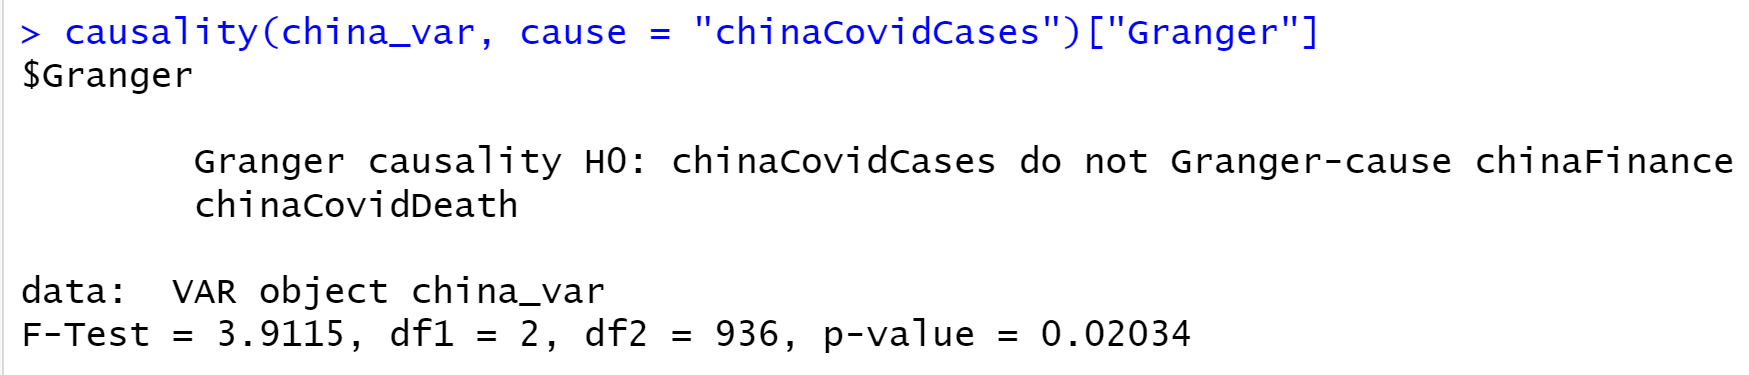 > causality(china_var, cause = "chinaCovidCases")["Granger"]
$Granger
Granger causality H0: chinaCovidCases do not Granger-cause chinaFinance
chinaCovidDeath
data:  VAR object china_var
F-Test = 3.9115, df1 = 2, df2 = 936, p-value = 0.02034